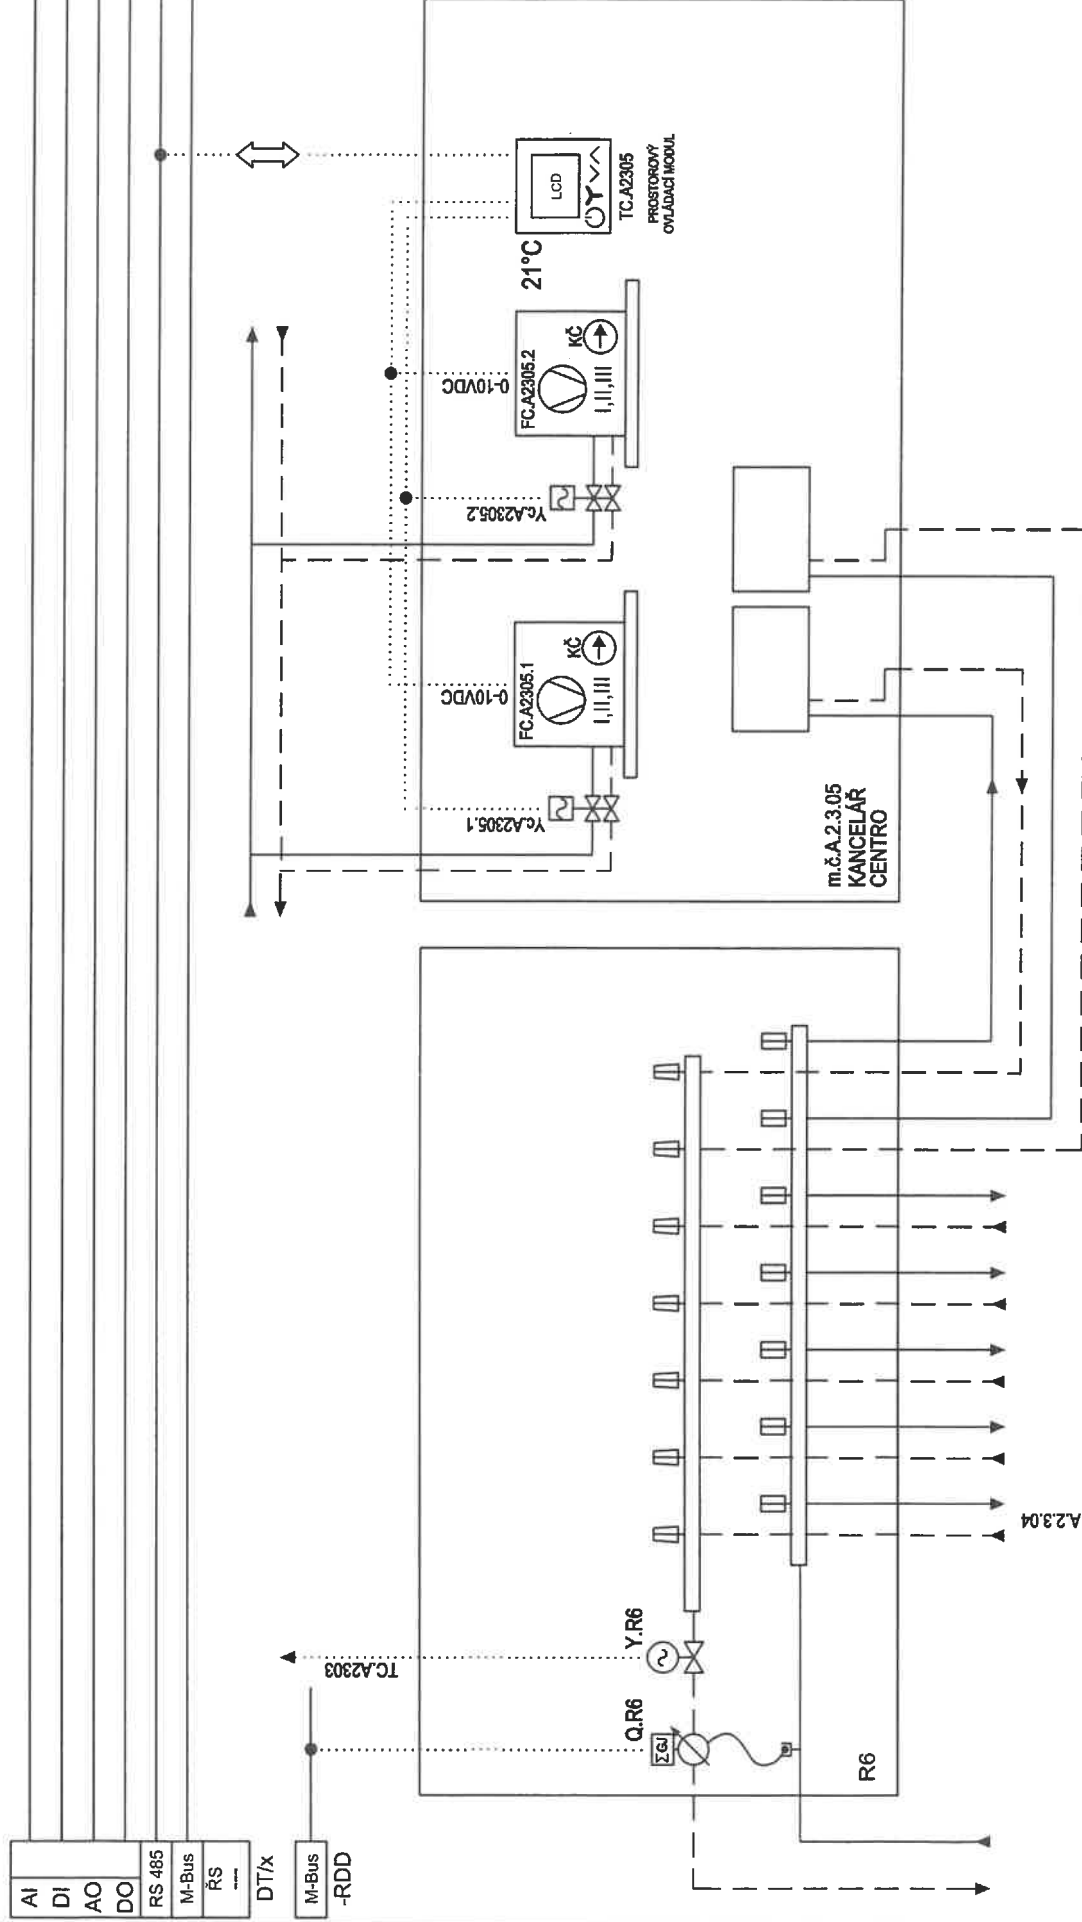 AI
DI
AO
DO
RS 485
M-Bus
ŘS
---
DT/x
M-Bus
-RDD
TC.A2303
Q.R6
Y.R6
ΣGJ
R6
A.2.3.04
Yc.A2305.1
0-10VDC
FC.A2305.1
KČ
I,II,III
Yc.A2305.2
0-10VDC
FC.A2305.2
KČ
I,II,III
21°C
LCD
TC.A2305
PROSTOROVÝ
OVLÁDACÍ MODUL
m.č.A.2.3.05
KANCELÁŘ
CENTRO